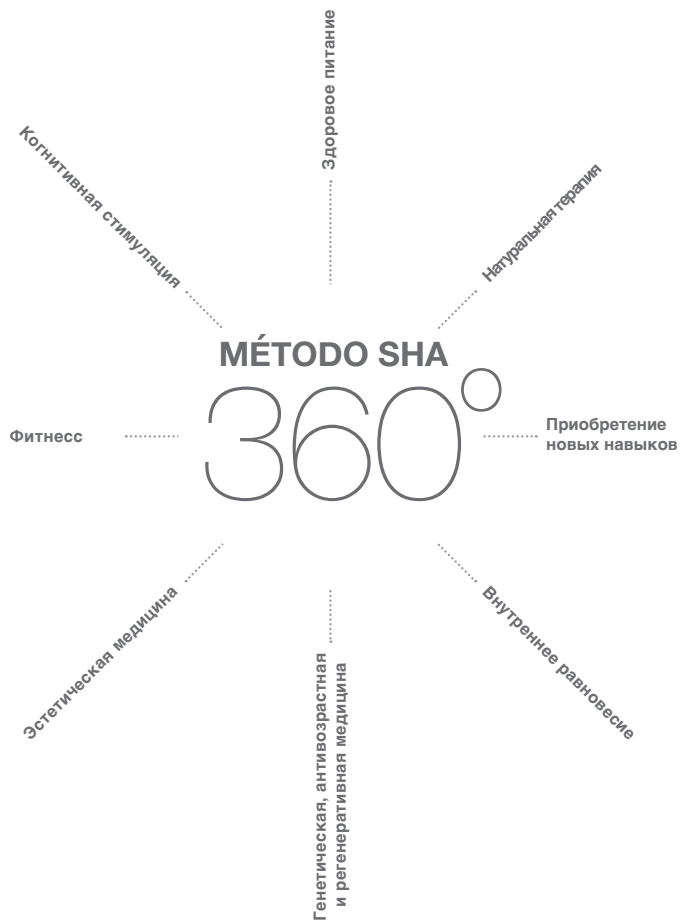 Здоровое питание
Когнитивная стимуляция
Натуральная терапия
MÉTODO SHA
360°
Фитнесс
Приобретение
новых навыков
Эстетическая медицина
Внутреннее равновесие
Генетическая, антивозрастная
и регенеративная медицина